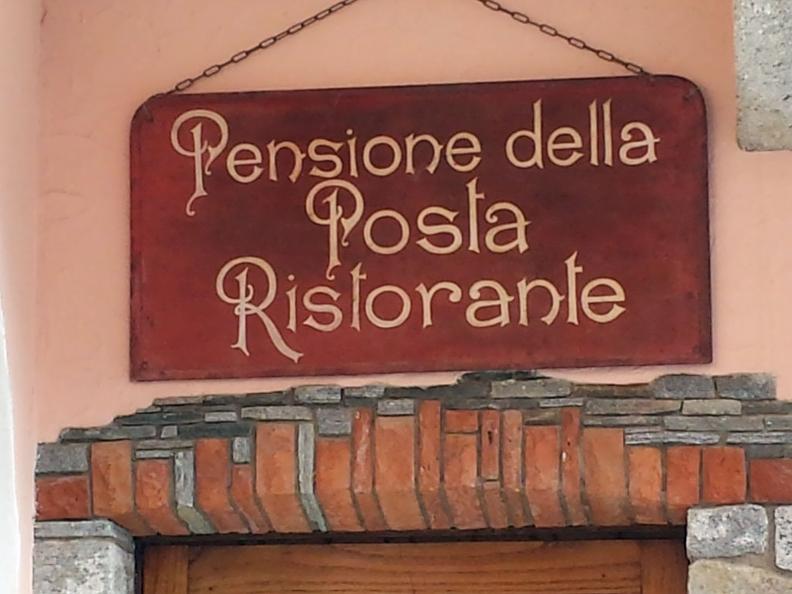 Pensione della
Posta
Ristorante